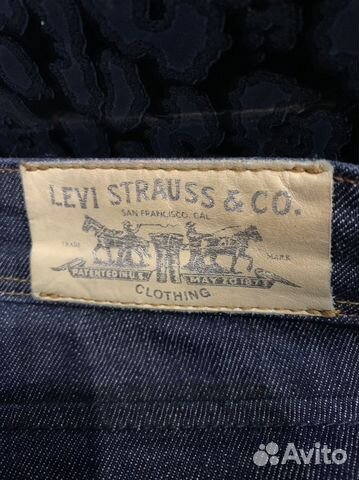 LEVI STRAUSS & CO.
SAN FRANCISCO, CAL
TRADE MARK
PATENTED IN U.S. MAY 20 1873
CLOTHING
Avito